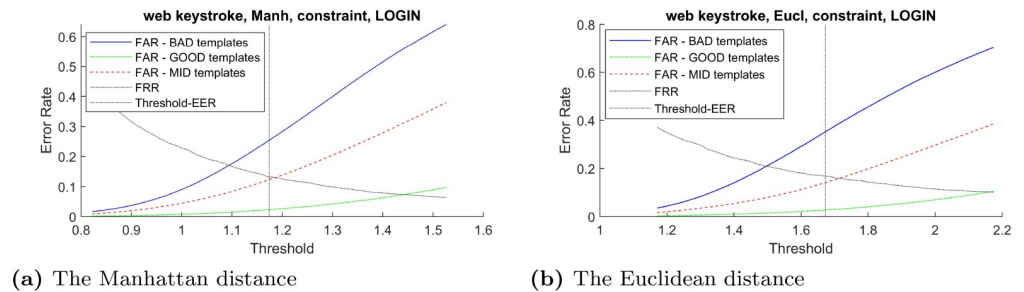 web keystroke, Manh, constraint, LOGIN
FAR - BAD templates
FAR - GOOD templates
FAR - MID templates
FRR
Threshold-EER
Error Rate
0.6
0.5
0.4
0.3
0.2
0.1
0
0.8 0.9 1 1.1 1.2 1.3 1.4 1.5 1.6
Threshold
(a) The Manhattan distance
web keystroke, Eucl, constraint, LOGIN
FAR - BAD templates
FAR - GOOD templates
FAR - MID templates
FRR
Threshold-EER
Error Rate
0.8
0.6
0.4
0.2
0
1 1.2 1.4 1.6 1.8 2 2.2
Threshold
(b) The Euclidean distance